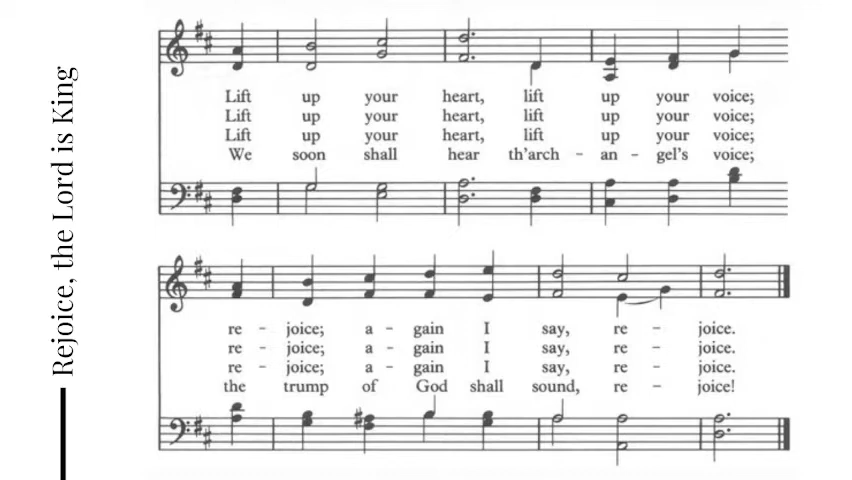 Rejoice, the Lord is King
Lift up your heart, lift up your voice;
Lift up your heart, lift up your voice;
Lift up your heart, lift up your voice;
We soon shall hear th'arch - an - gel's voice;
re - joice; a - gain I say, re - joice.
re - joice; a - gain I say, re - joice.
re - joice; a - gain I say, re - joice.
the trump of God shall sound, re - joice!